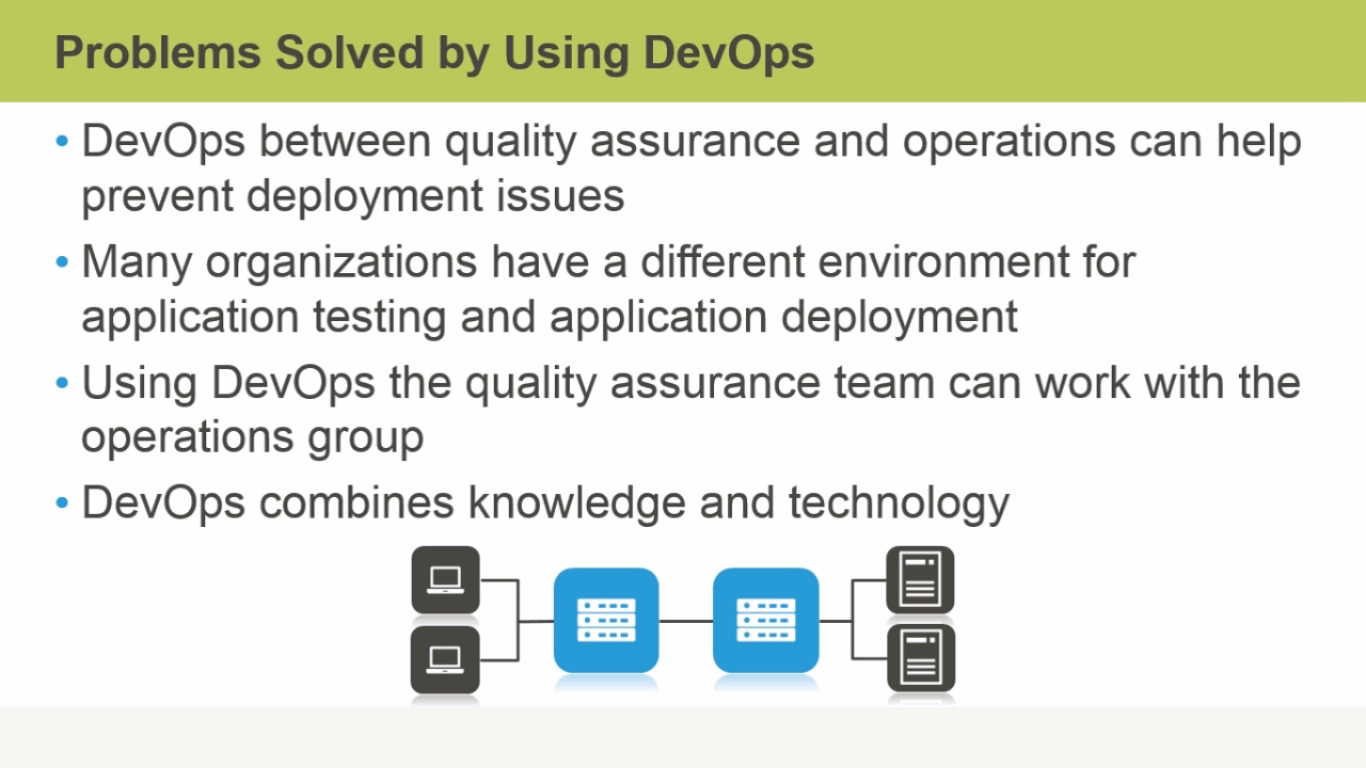 Problems Solved by Using DevOps
• DevOps between quality assurance and operations can help
prevent deployment issues
• Many organizations have a different environment for
application testing and application deployment
• Using DevOps the quality assurance team can work with the
operations group
• DevOps combines knowledge and technology